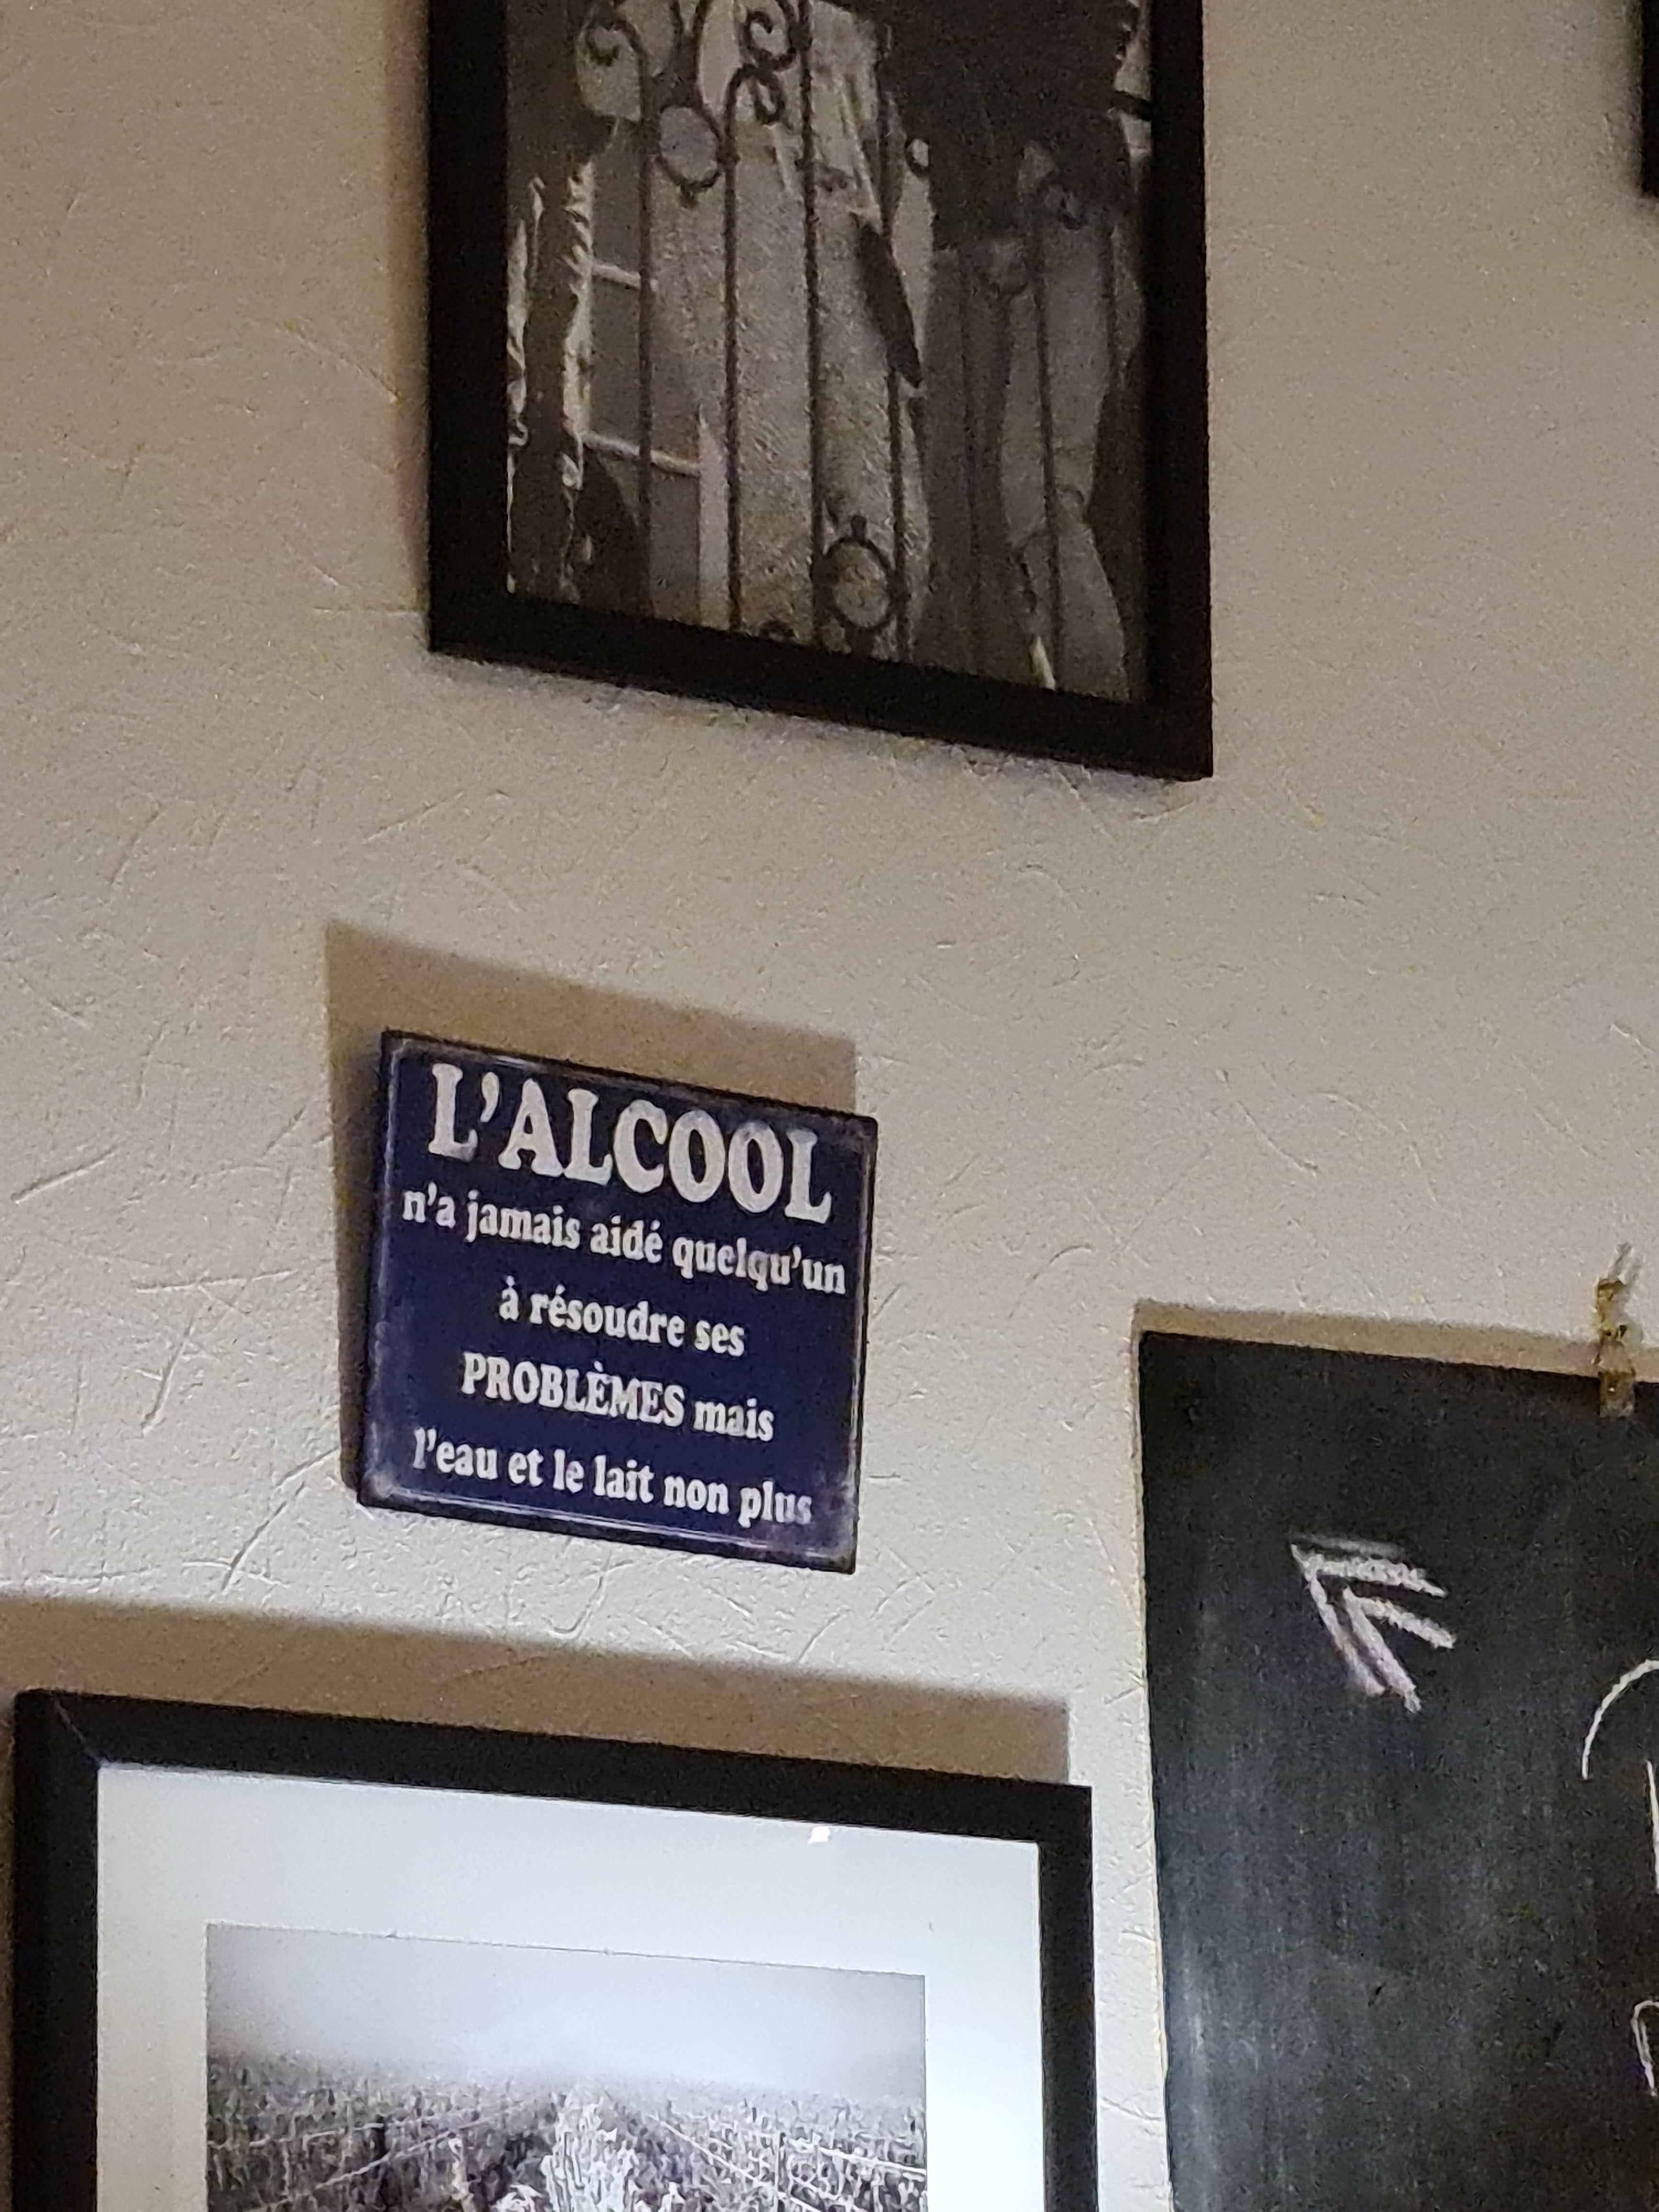 L'ALCOOL
n'a jamais aidé quelqu'un
à résoudre ses
PROBLÈMES mais
l'eau et le lait non plus